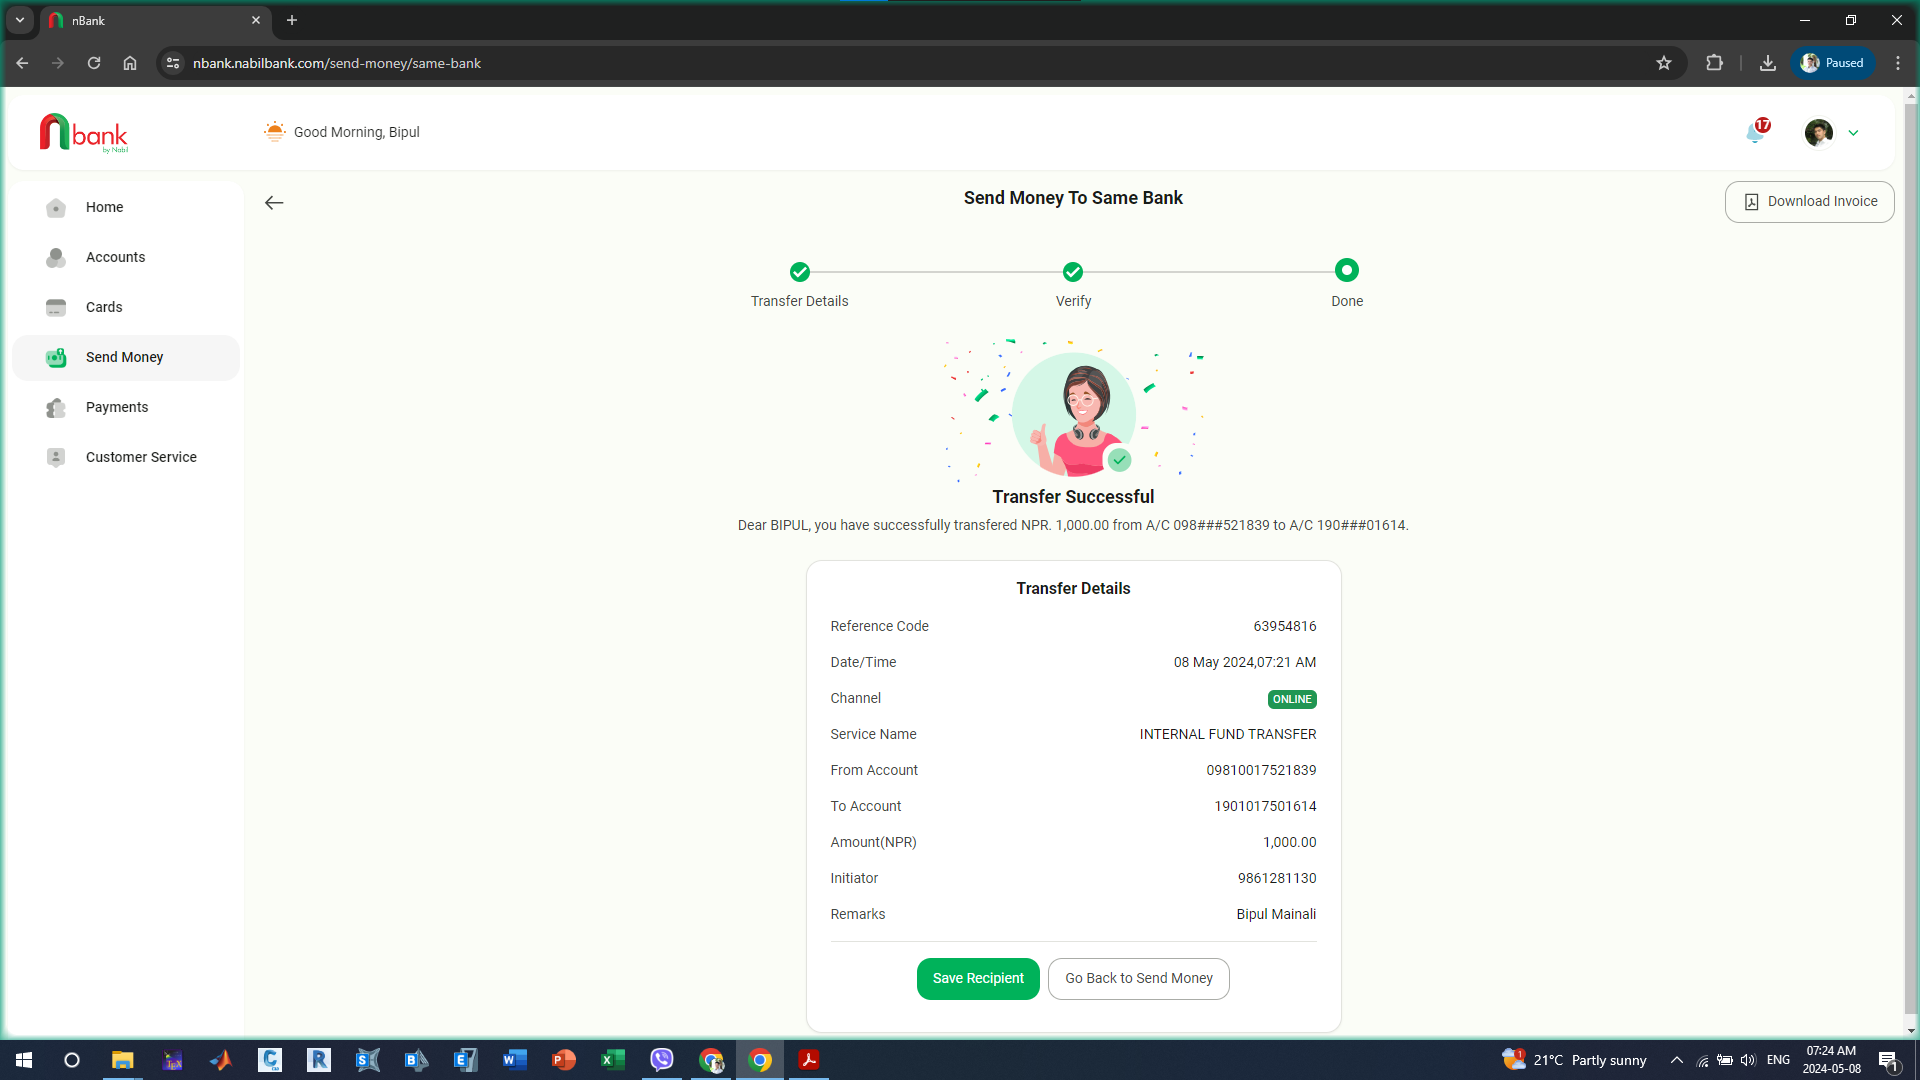 nBank
nbank.nabilbank.com/send-money/same-bank
Paused
nbank
by Nabil
Good Morning, Bipul
17
Home
Accounts
Cards
Send Money
Payments
Customer Service
Send Money To Same Bank
Download Invoice
Transfer Details
Verify
Done
Transfer Successful
Dear BIPUL, you have successfully transfered NPR. 1,000.00 from A/C 098###521839 to A/C 190###01614.
Transfer Details
Reference Code 63954816
Date/Time 08 May 2024,07:21 AM
Channel ONLINE
Service Name INTERNAL FUND TRANSFER
From Account 09810017521839
To Account 1901017501614
Amount(NPR) 1,000.00
Initiator 9861281130
Remarks Bipul Mainali
Save Recipient
Go Back to Send Money
1
21°C Partly sunny
ENG
07:24 AM
2024-05-08
1